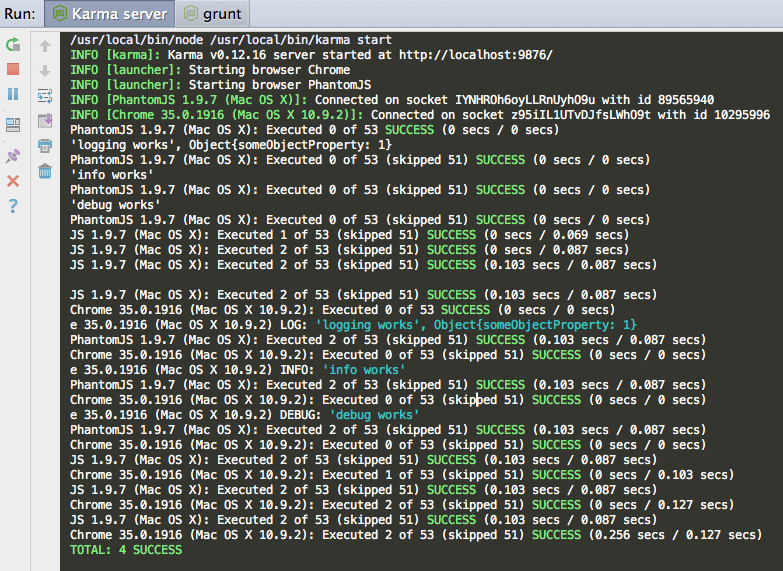 Run: Karma server grunt
/usr/local/bin/node /usr/local/bin/karma start
INFO [karma]: Karma v0.12.16 server started at http://localhost:9876/
INFO [launcher]: Starting browser Chrome
INFO [launcher]: Starting browser PhantomJS
INFO [PhantomJS 1.9.7 (Mac OS X)]: Connected on socket IYNHROh6oyLLRnUyhO9u with id 89565940
INFO [Chrome 35.0.1916 (Mac OS X 10.9.2)]: Connected on socket z95iIL1UTvDJfsLWhO9t with id 10295996
PhantomJS 1.9.7 (Mac OS X): Executed 0 of 53 SUCCESS (0 secs / 0 secs)
'logging works', Object{someObjectProperty: 1}
PhantomJS 1.9.7 (Mac OS X): Executed 0 of 53 (skipped 51) SUCCESS (0 secs / 0 secs)
'info works'
PhantomJS 1.9.7 (Mac OS X): Executed 0 of 53 (skipped 51) SUCCESS (0 secs / 0 secs)
'debug works'
PhantomJS 1.9.7 (Mac OS X): Executed 0 of 53 (skipped 51) SUCCESS (0 secs / 0 secs)
JS 1.9.7 (Mac OS X): Executed 1 of 53 (skipped 51) SUCCESS (0 secs / 0.069 secs)
JS 1.9.7 (Mac OS X): Executed 2 of 53 (skipped 51) SUCCESS (0 secs / 0.087 secs)
JS 1.9.7 (Mac OS X): Executed 2 of 53 (skipped 51) SUCCESS (0.103 secs / 0.087 secs)
JS 1.9.7 (Mac OS X): Executed 2 of 53 (skipped 51) SUCCESS (0.103 secs / 0.087 secs)
Chrome 35.0.1916 (Mac OS X 10.9.2): Executed 0 of 53 SUCCESS (0 secs / 0 secs)
e 35.0.1916 (Mac OS X 10.9.2) LOG: 'logging works', Object{someObjectProperty: 1}
PhantomJS 1.9.7 (Mac OS X): Executed 2 of 53 (skipped 51) SUCCESS (0.103 secs / 0.087 secs)
Chrome 35.0.1916 (Mac OS X 10.9.2): Executed 0 of 53 (skipped 51) SUCCESS (0 secs / 0 secs)
e 35.0.1916 (Mac OS X 10.9.2) INFO: 'info works'
PhantomJS 1.9.7 (Mac OS X): Executed 2 of 53 (skipped 51) SUCCESS (0.103 secs / 0.087 secs)
Chrome 35.0.1916 (Mac OS X 10.9.2): Executed 0 of 53 (skipped 51) SUCCESS (0 secs / 0 secs)
e 35.0.1916 (Mac OS X 10.9.2) DEBUG: 'debug works'
PhantomJS 1.9.7 (Mac OS X): Executed 2 of 53 (skipped 51) SUCCESS (0.103 secs / 0.087 secs)
Chrome 35.0.1916 (Mac OS X 10.9.2): Executed 0 of 53 (skipped 51) SUCCESS (0 secs / 0 secs)
JS 1.9.7 (Mac OS X): Executed 2 of 53 (skipped 51) SUCCESS (0.103 secs / 0.087 secs)
Chrome 35.0.1916 (Mac OS X 10.9.2): Executed 1 of 53 (skipped 51) SUCCESS (0 secs / 0.103 secs)
JS 1.9.7 (Mac OS X): Executed 2 of 53 (skipped 51) SUCCESS (0.103 secs / 0.087 secs)
Chrome 35.0.1916 (Mac OS X 10.9.2): Executed 2 of 53 (skipped 51) SUCCESS (0 secs / 0.127 secs)
JS 1.9.7 (Mac OS X): Executed 2 of 53 (skipped 51) SUCCESS (0.103 secs / 0.087 secs)
Chrome 35.0.1916 (Mac OS X 10.9.2): Executed 2 of 53 (skipped 51) SUCCESS (0.256 secs / 0.127 secs)
TOTAL: 4 SUCCESS